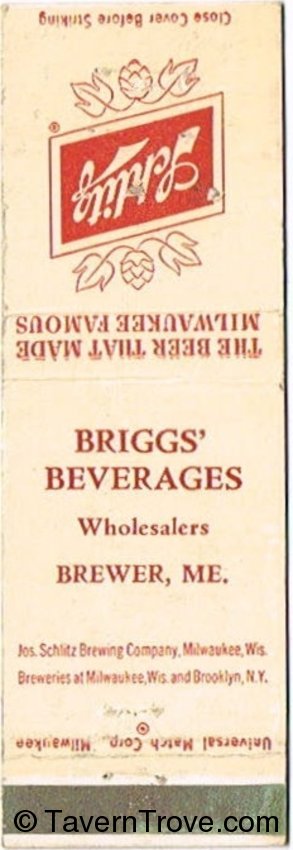 Close Cover Before Striking
Schlitz
®
THE BEER THAT MADE
MILWAUKEE FAMOUS
BRIGGS'
BEVERAGES
Wholesalers
BREWER, ME.
Jos. Schlitz Brewing Company, Milwaukee, Wis.
Breweries at Milwaukee, Wis. and Brooklyn, N.Y.
©
Universal Match Corp., Milwaukee
© TavernTrove.com